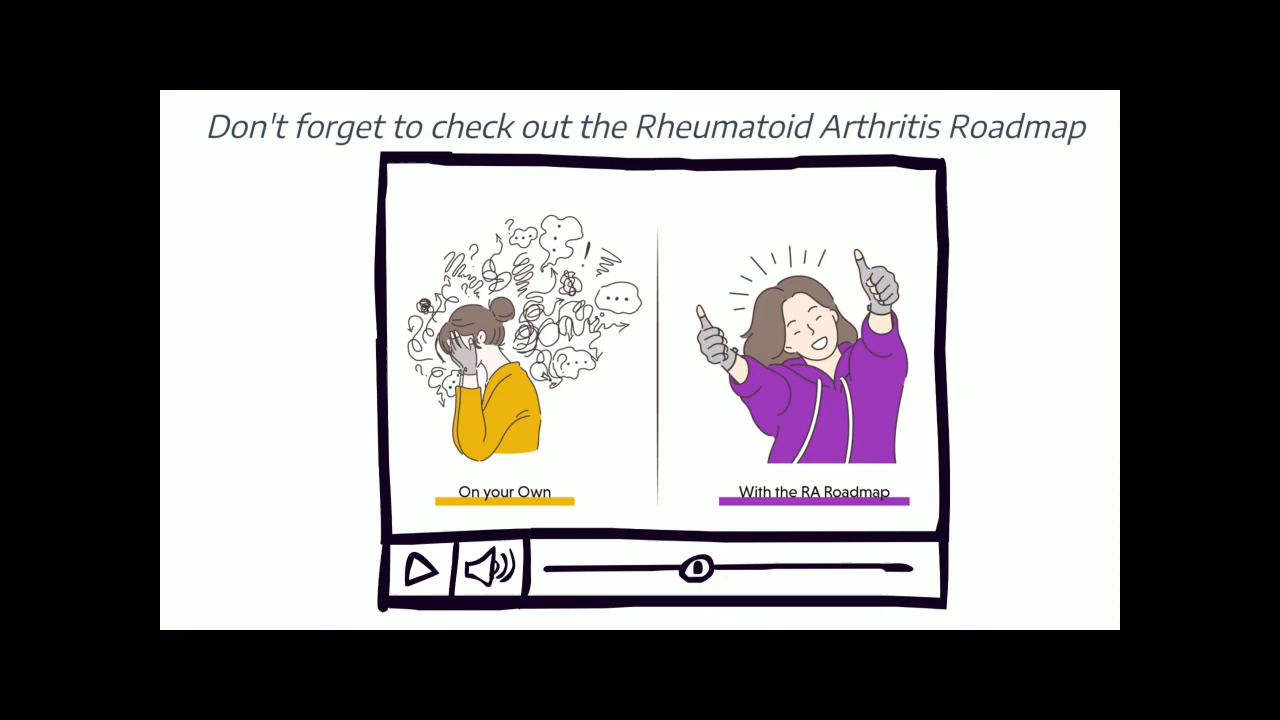 Don't forget to check out the Rheumatoid Arthritis Roadmap
On your Own
With the RA Roadmap